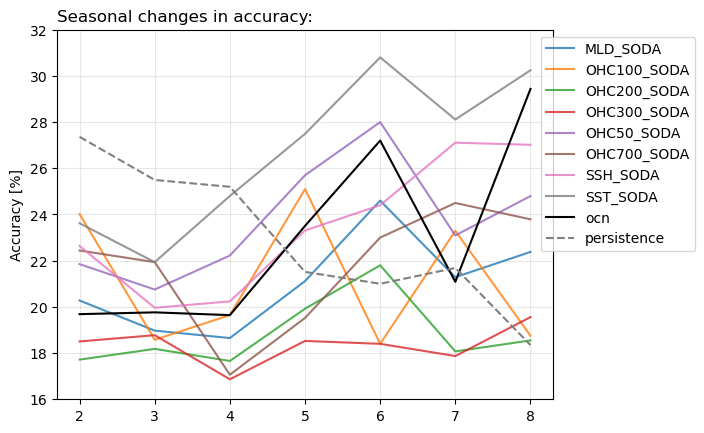 Seasonal changes in accuracy:
Accuracy [%]
32
30
28
26
24
22
20
18
16
2 3 4 5 6 7 8
MLD_SODA
OHC100_SODA
OHC200_SODA
OHC300_SODA
OHC50_SODA
OHC700_SODA
SSH_SODA
SST_SODA
ocn
persistence